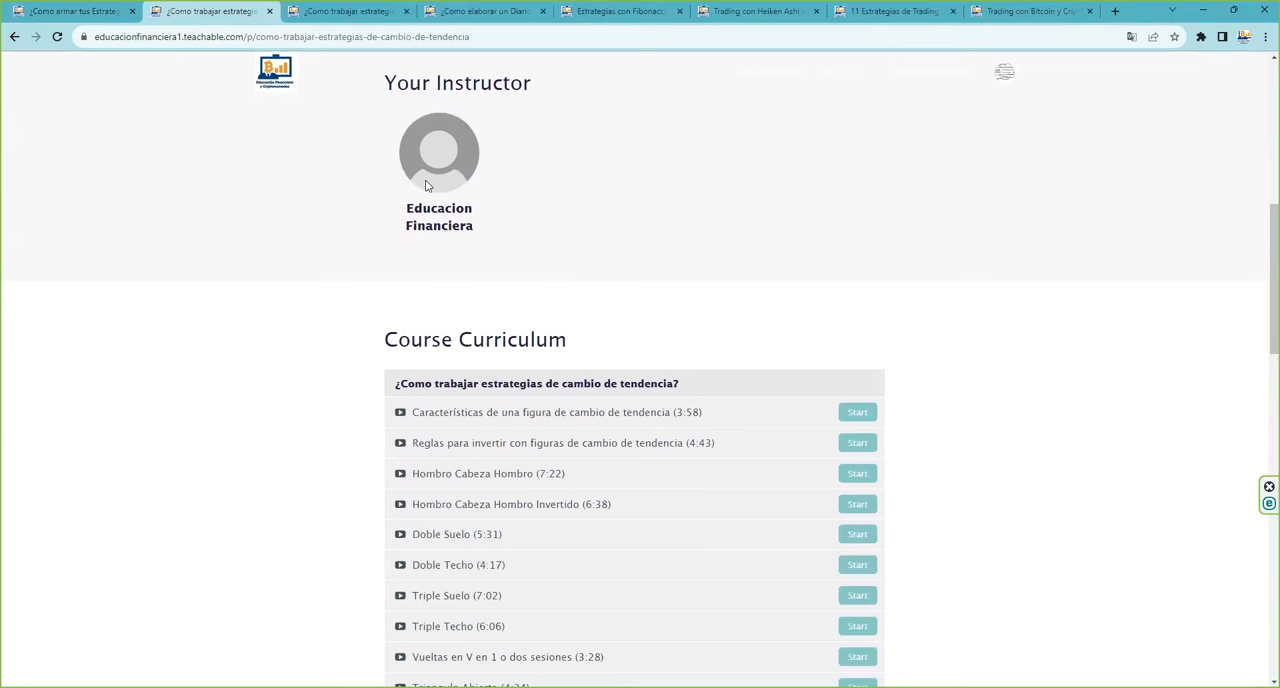 ¿Como armar tus Estrate
¿Como trabajar estrategi
¿Como trabajar estrategi
¿Como elaborar un Diario
Estrategias con Fibonacc
Trading con Heiken Ashi
11 Estrategias de Trading
Trading con Bitcoin y Crip
educacionfinanciera1.teachable.com/p/como-trabajar-estrategias-de-cambio-de-tendencia
Educación Financiera
y Criptomonedas
Your Instructor
Educacion
Financiera
Course Curriculum
¿Como trabajar estrategias de cambio de tendencia?
Características de una figura de cambio de tendencia (3:58)
Start
Reglas para invertir con figuras de cambio de tendencia (4:43)
Start
Hombro Cabeza Hombro (7:22)
Start
Hombro Cabeza Hombro Invertido (6:38)
Start
Doble Suelo (5:31)
Start
Doble Techo (4:17)
Start
Triple Suelo (7:02)
Start
Triple Techo (6:06)
Start
Vueltas en V en 1 o dos sesiones (3:28)
Start